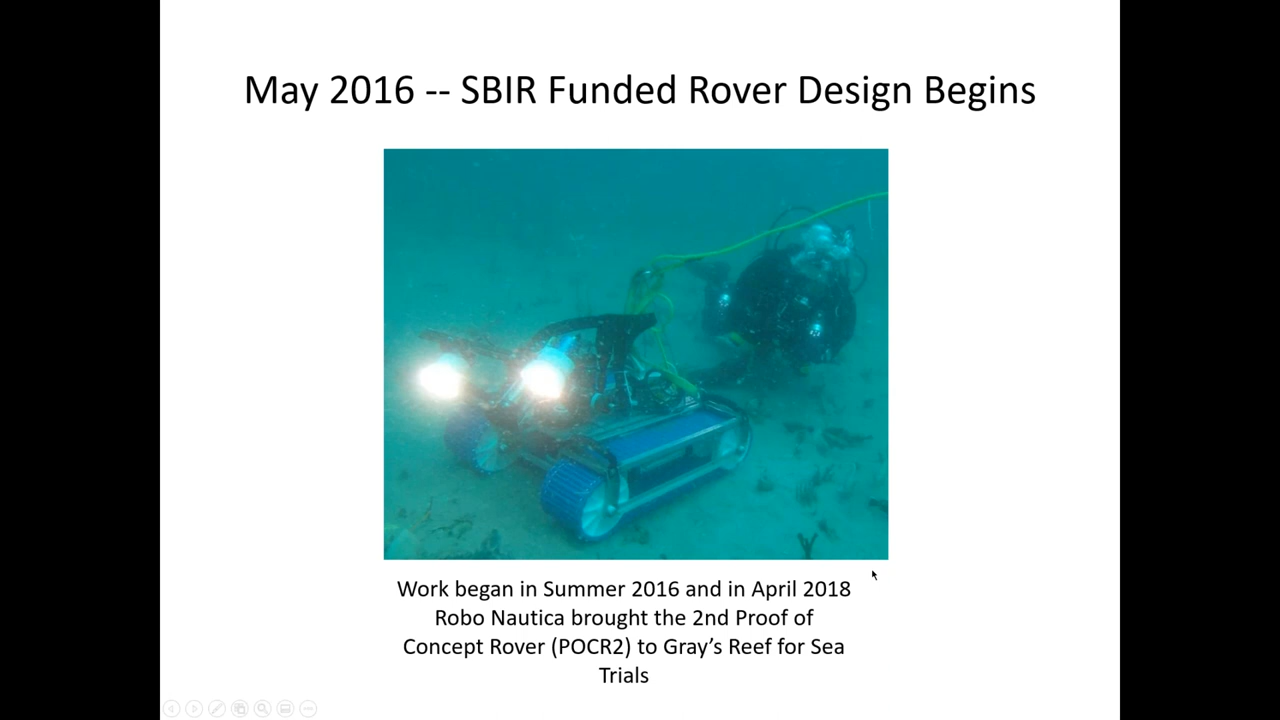 May 2016 -- SBIR Funded Rover Design Begins
Work began in Summer 2016 and in April 2018
Robo Nautica brought the 2nd Proof of
Concept Rover (POCR2) to Gray’s Reef for Sea
Trials